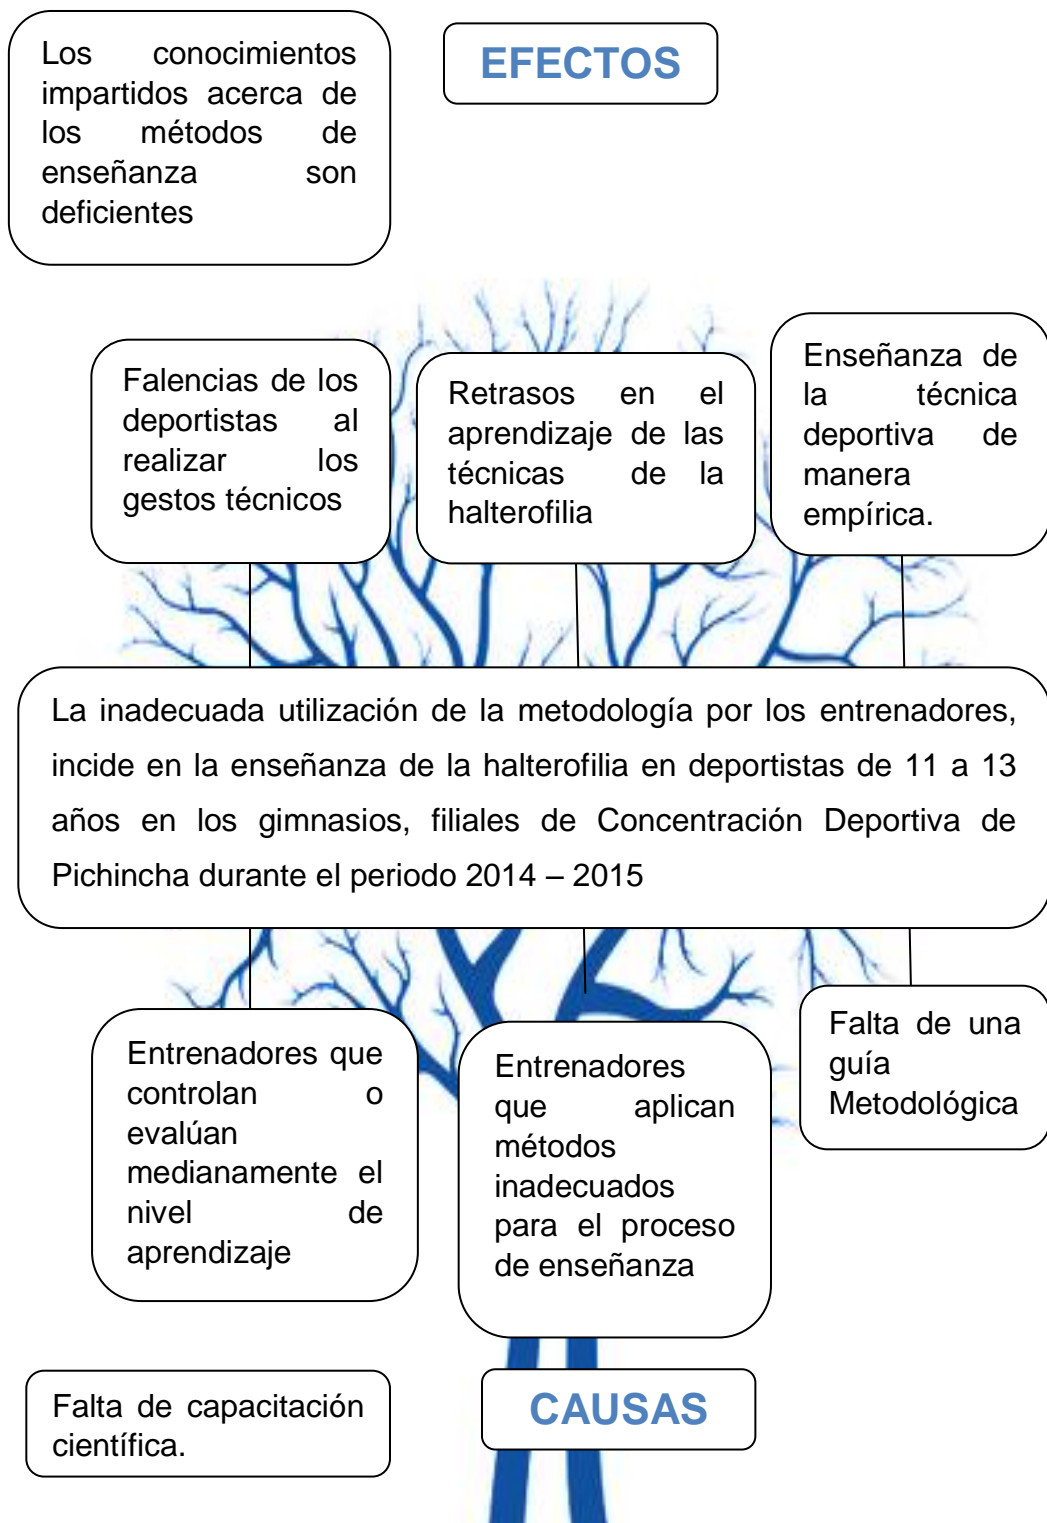 Los conocimientos
impartidos acerca de
los métodos de
enseñanza son
deficientes
EFECTOS
Falencias de los
deportistas al
realizar los
gestos técnicos
Retrasos en el
aprendizaje de las
técnicas de la
halterofilia
Enseñanza de
la técnica
deportiva de
manera
empírica.
La inadecuada utilización de la metodología por los entrenadores,
incide en la enseñanza de la halterofilia en deportistas de 11 a 13
años en los gimnasios, filiales de Concentración Deportiva de
Pichincha durante el periodo 2014 – 2015
Entrenadores que
controlan o
evalúan
medianamente el
nivel de
aprendizaje
Entrenadores
que aplican
métodos
inadecuados
para el proceso
de enseñanza
Falta de una
guía
Metodológica
Falta de capacitación
científica.
CAUSAS